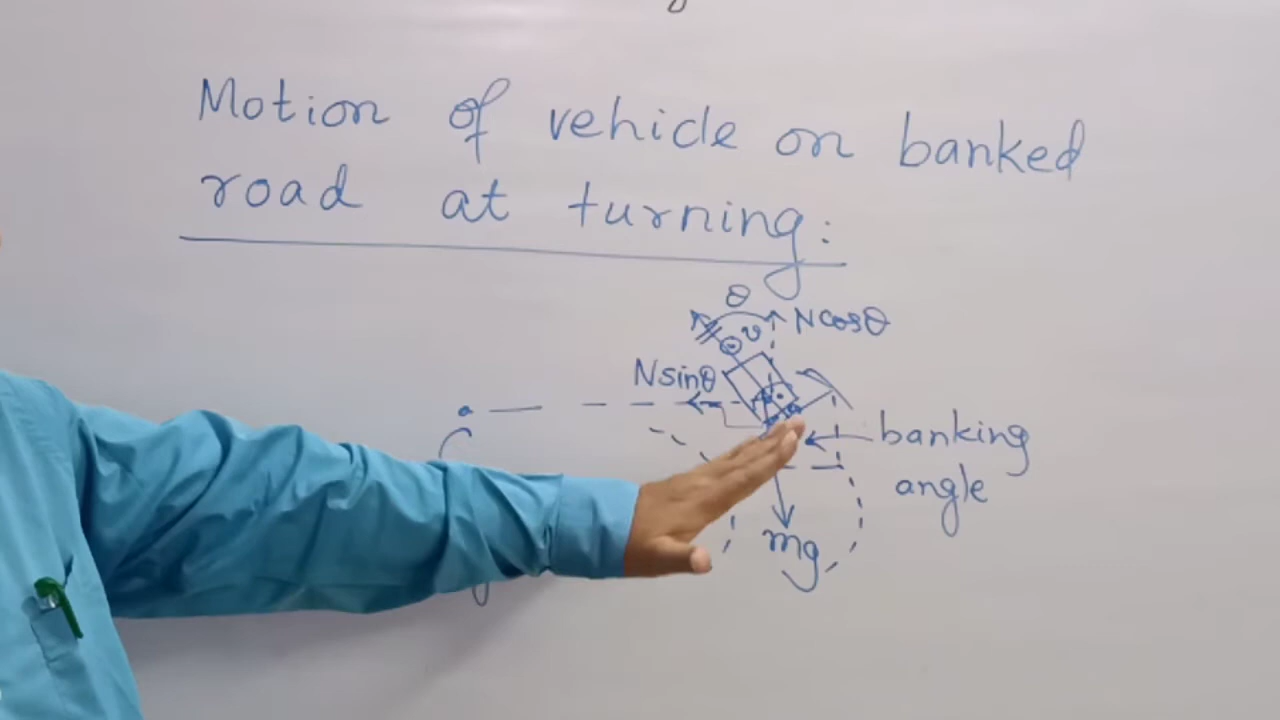 Motion of vehicle on banked
road at turning:
θ
Ncosθ
Nsinθ
banking
angle
mg